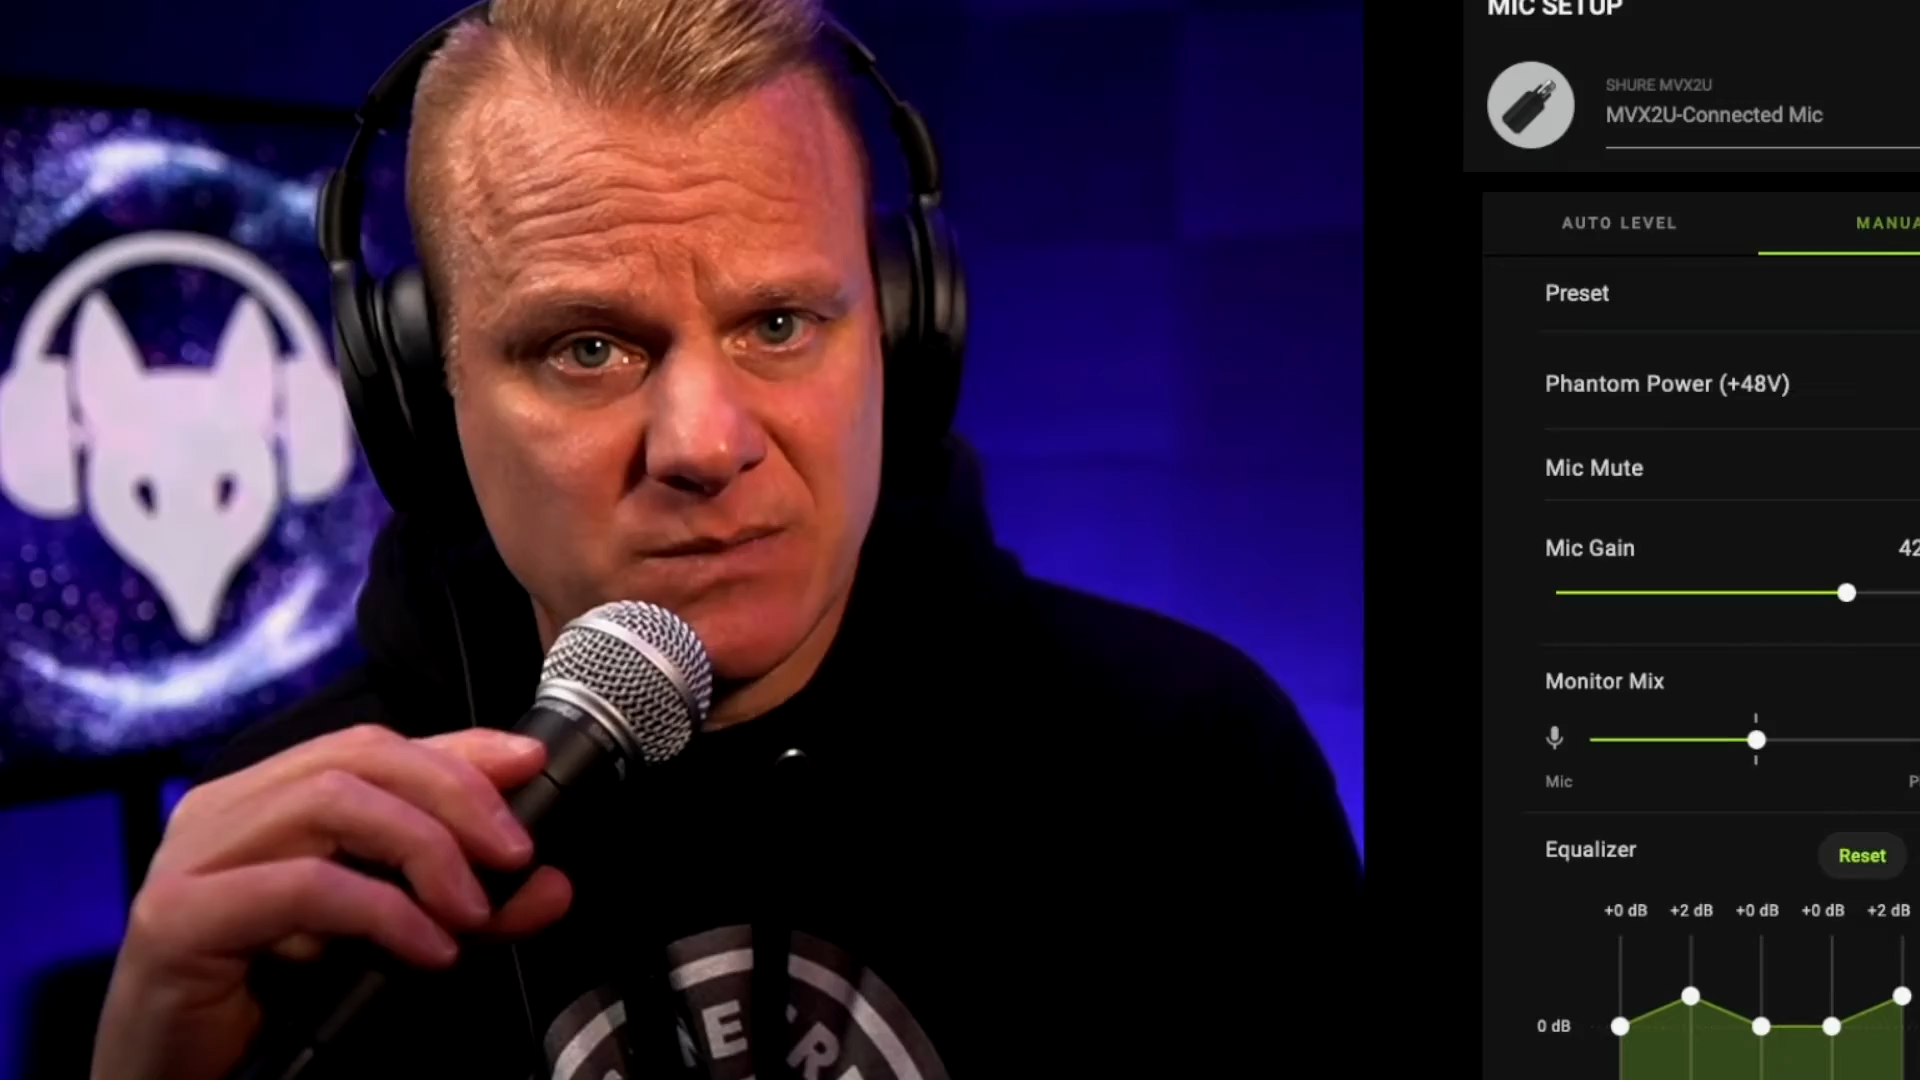 MIC SETUP
SHURE MVX2U
MVX2U-Connected Mic
AUTO LEVEL
MANUA
Preset
Phantom Power (+48V)
Mic Mute
Mic Gain
42
Monitor Mix
Mic
P
Equalizer
Reset
+0 dB +2 dB +0 dB +0 dB +2 dB
0 dB